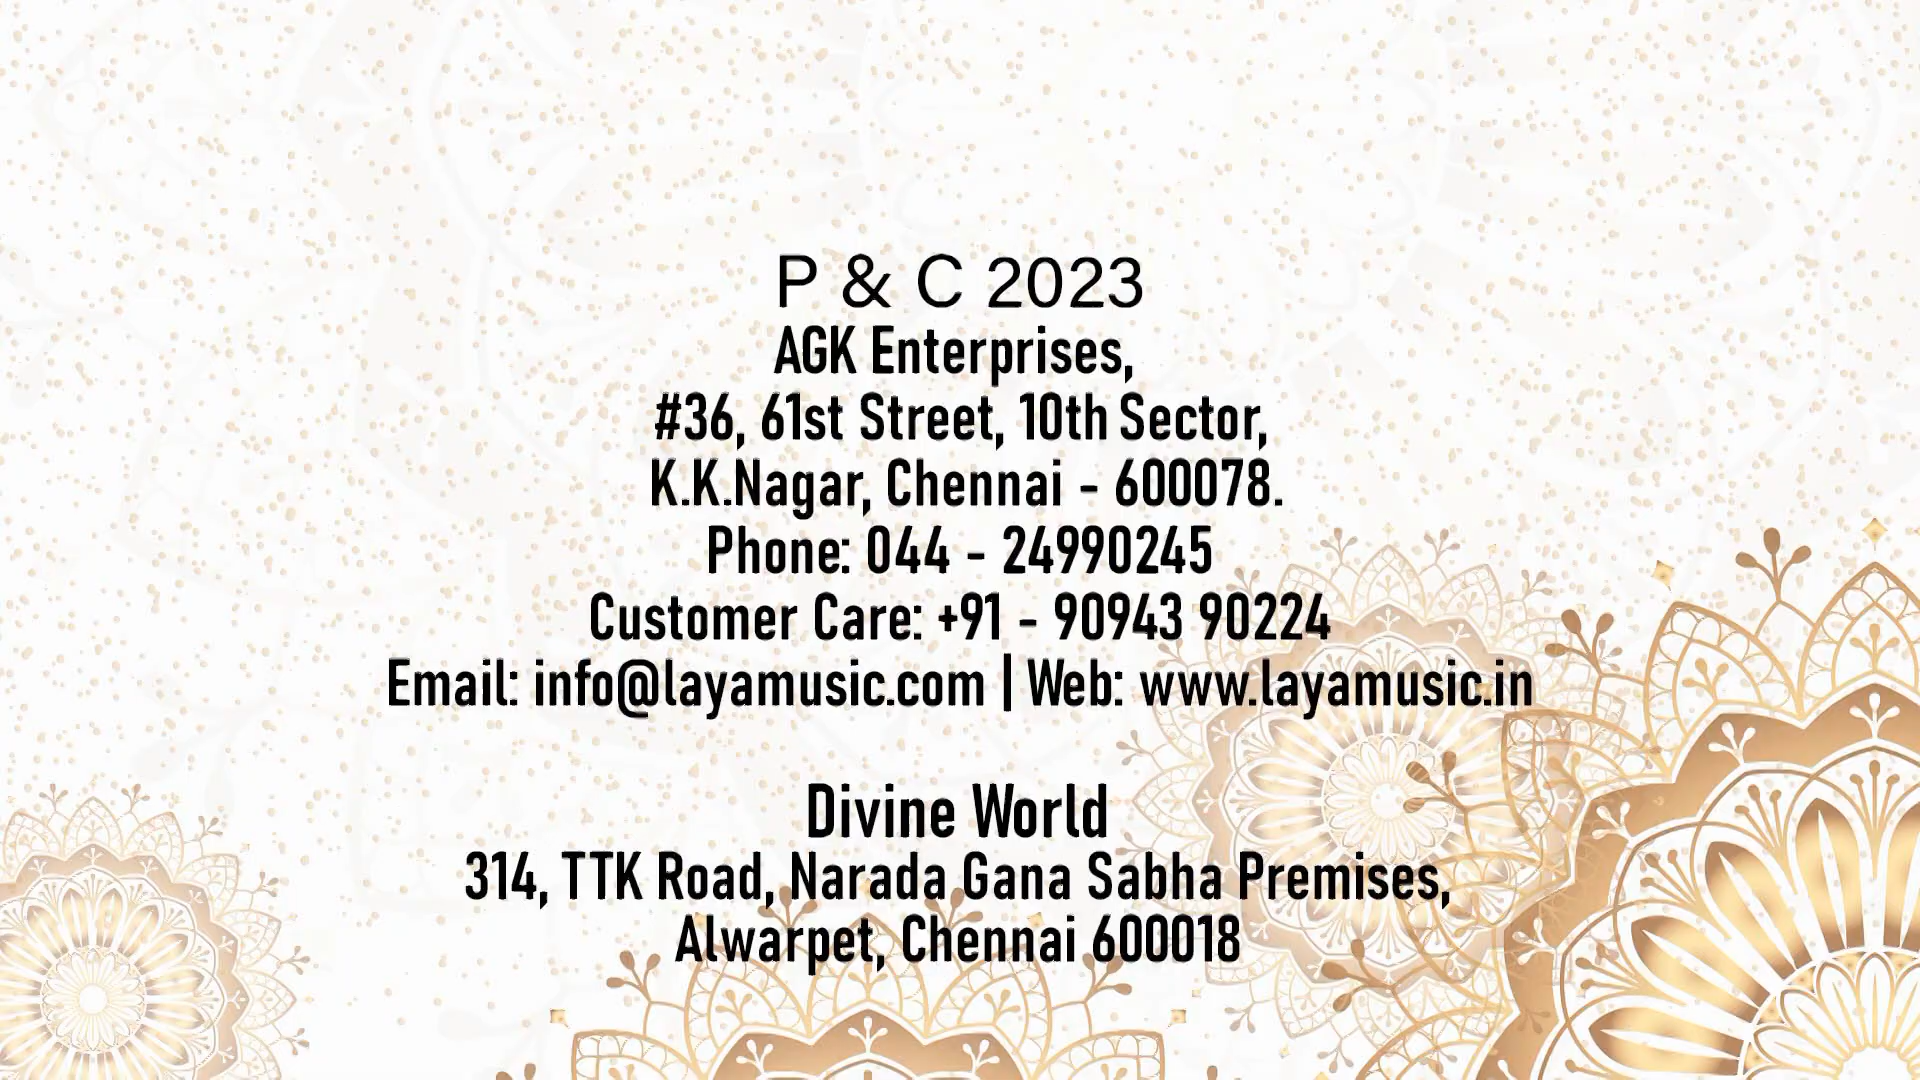 P & C 2023
AGK Enterprises,
#36, 61st Street, 10th Sector,
K.K.Nagar, Chennai - 600078.
Phone: 044 - 24990245
Customer Care: +91 - 90943 90224
Email: info@layamusic.com | Web: www.layamusic.in
Divine World
314, TTK Road, Narada Gana Sabha Premises,
Alwarpet, Chennai 600018